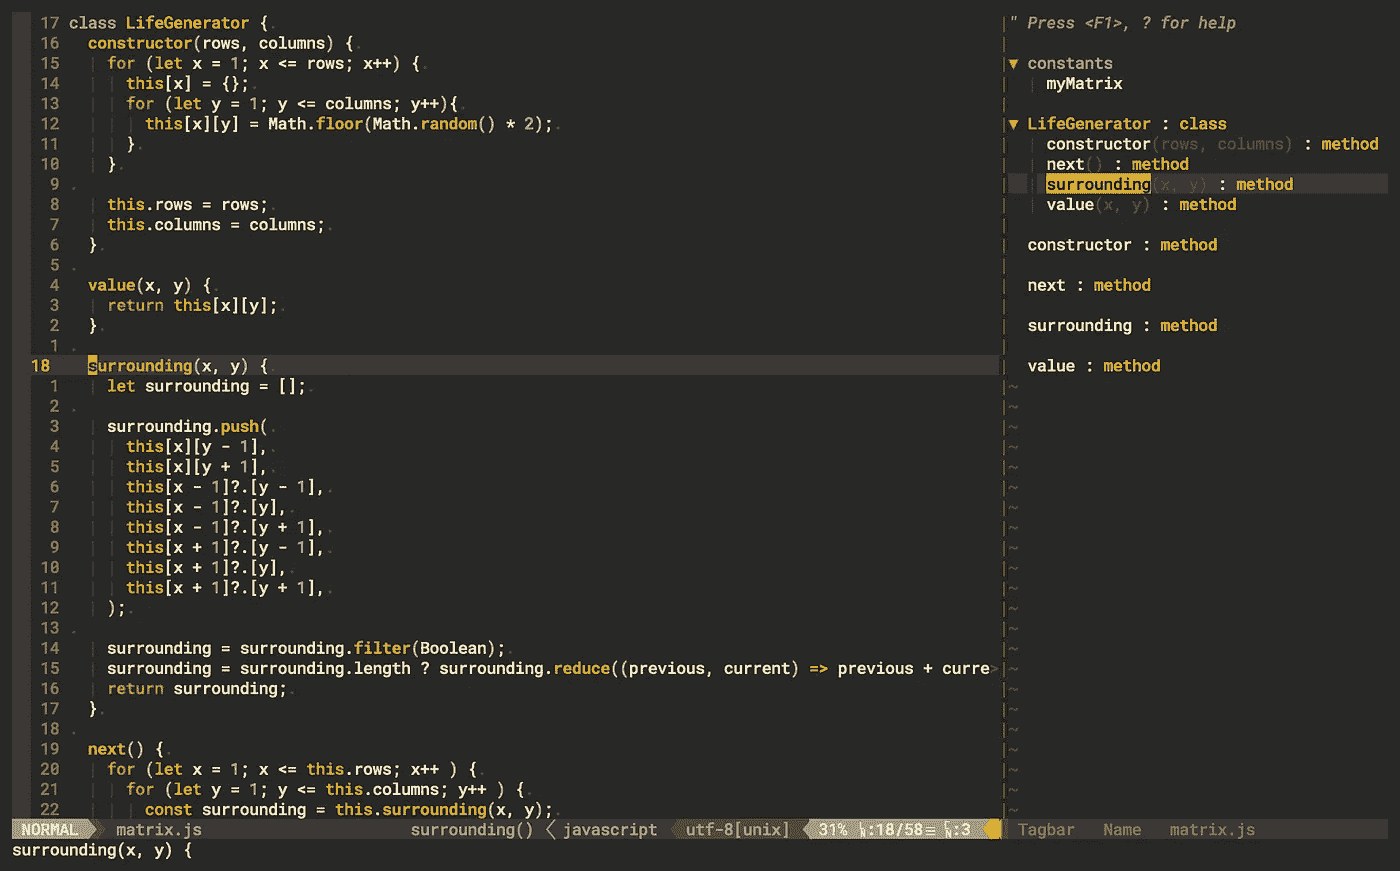 17 class LifeGenerator {
16 constructor(rows, columns) {
15 for (let x = 1; x <= rows; x++) {
14 this[x] = {};
13 for (let y = 1; y <= columns; y++){
12 this[x][y] = Math.floor(Math.random() * 2);
11 }
10 }
9
8 this.rows = rows;
7 this.columns = columns;
6 }
5
4 value(x, y) {
3 return this[x][y];
2 }
1
18 surrounding(x, y) {
1 let surrounding = [];
2
3 surrounding.push(
4 this[x][y - 1],
5 this[x][y + 1],
6 this[x - 1]?.[y - 1],
7 this[x - 1]?.[y],
8 this[x - 1]?.[y + 1],
9 this[x + 1]?.[y - 1],
10 this[x + 1]?.[y],
11 this[x + 1]?.[y + 1],
12 );
13
14 surrounding = surrounding.filter(Boolean);
15 surrounding = surrounding.length ? surrounding.reduce((previous, current) => previous + curre>
16 return surrounding;
17 }
18
19 next() {
20 for (let x = 1; x <= this.rows; x++ ) {
21 for (let y = 1; y <= this.columns; y++ ) {
22 const surrounding = this.surrounding(x, y);
NORMAL matrix.js surrounding() < javascript utf-8[unix] 31% :18/58≡ :3
surrounding(x, y) {
" Press <F1>, ? for help
▼ constants
myMatrix
▼ LifeGenerator : class
constructor(rows, columns) : method
next() : method
surrounding(x, y) : method
value(x, y) : method
constructor : method
next : method
surrounding : method
value : method
Tagbar Name matrix.js